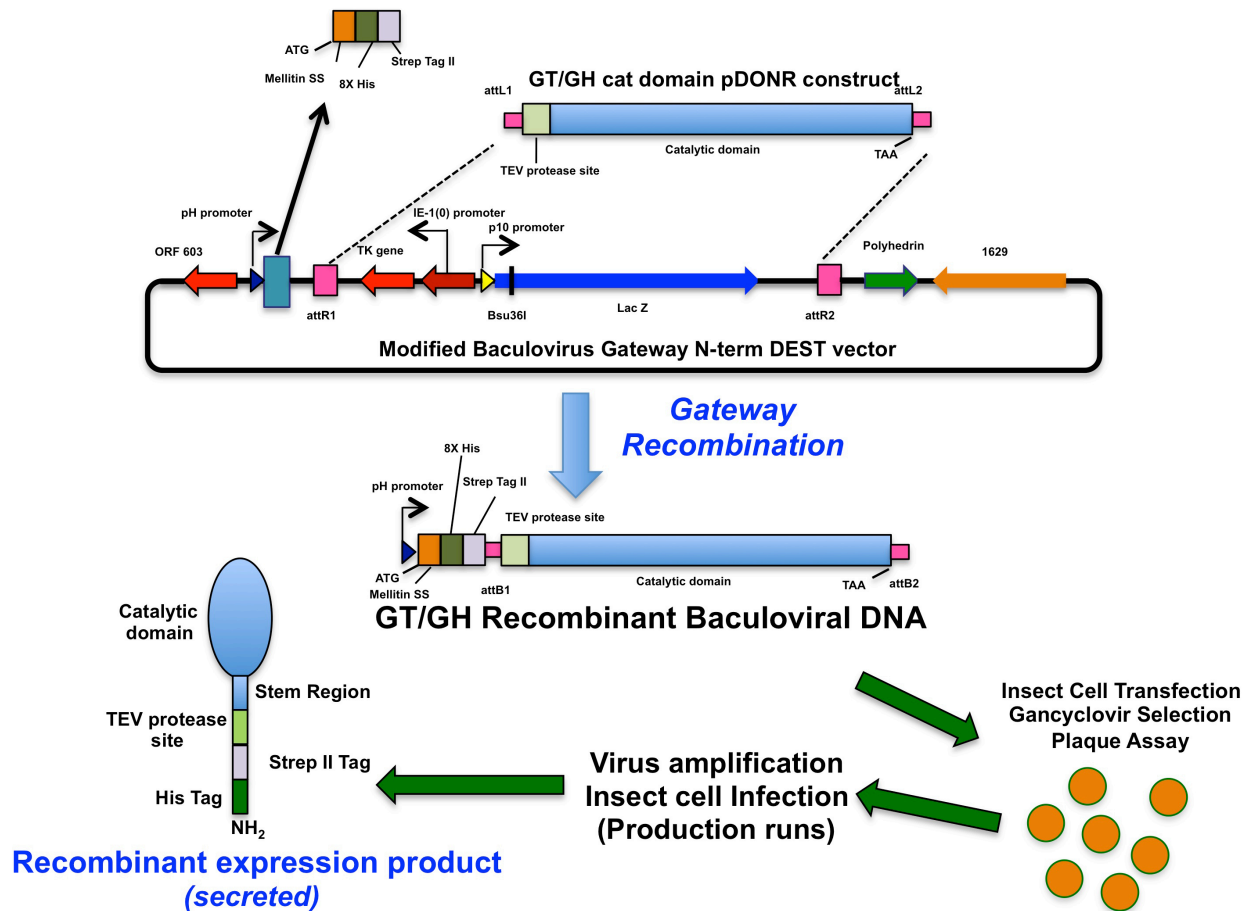 ATG
Mellitin SS
8X His
Strep Tag II
GT/GH cat domain pDONR construct
attL1
attL2
TEV protease site
Catalytic domain
TAA
pH promoter
IE-1(0) promoter
p10 promoter
ORF 603
TK gene
Polyhedrin
1629
attR1
Bsu36I
Lac Z
attR2
Modified Baculovirus Gateway N-term DEST vector
Gateway
Recombination
8X His
Strep Tag II
pH promoter
TEV protease site
ATG
Mellitin SS
attB1
Catalytic domain
TAA
attB2
GT/GH Recombinant Baculoviral DNA
Catalytic
domain
Stem Region
TEV protease
site
Strep II Tag
His Tag
NH2
Recombinant expression product
(secreted)
Virus amplification
Insect cell Infection
(Production runs)
Insect Cell Transfection
Gancyclovir Selection
Plaque Assay